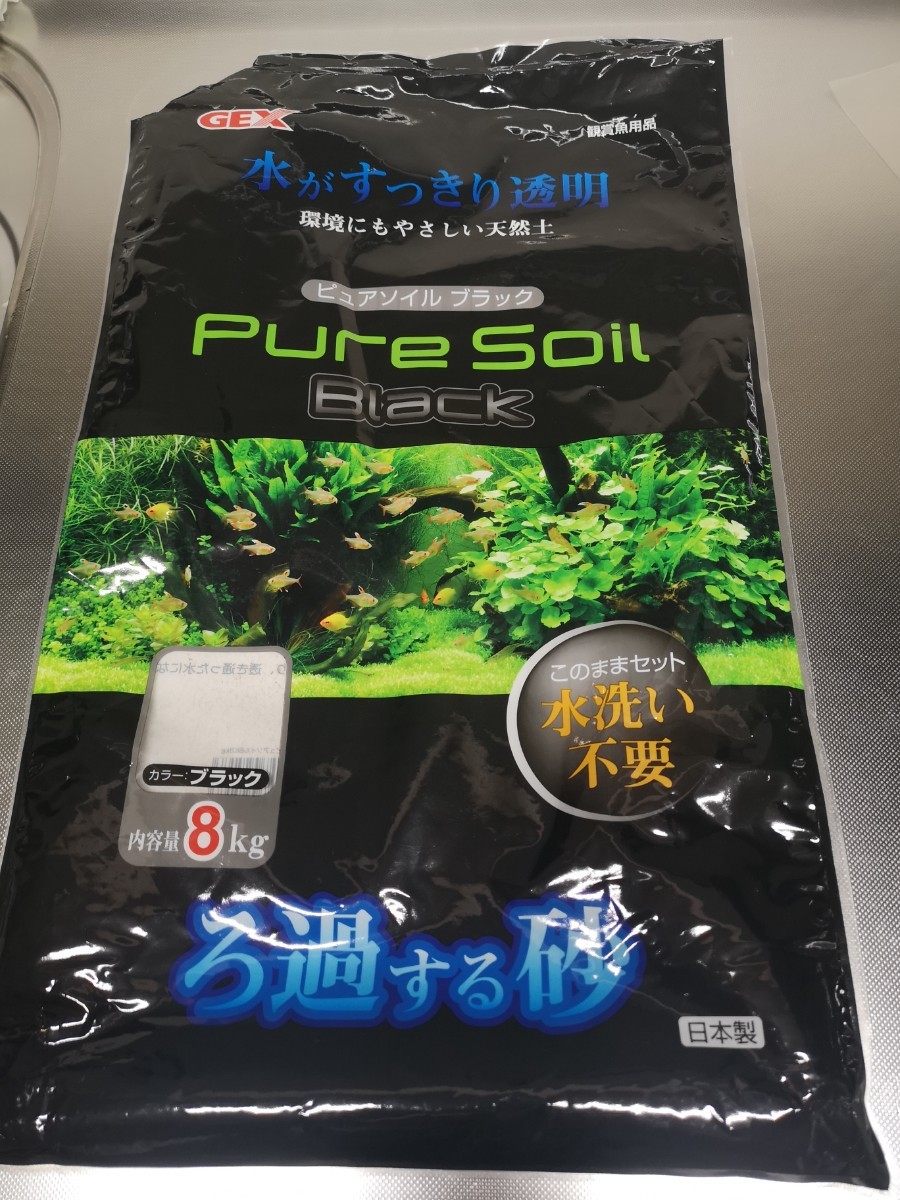 GEX
観賞魚用品
水がすっきり透明
環境にもやさしい天然土
ピュアソイル ブラック
Pure Soil
Black
このままセット
水洗い
不要
カラー:ブラック
内容量8kg
ろ過する砂
日本製